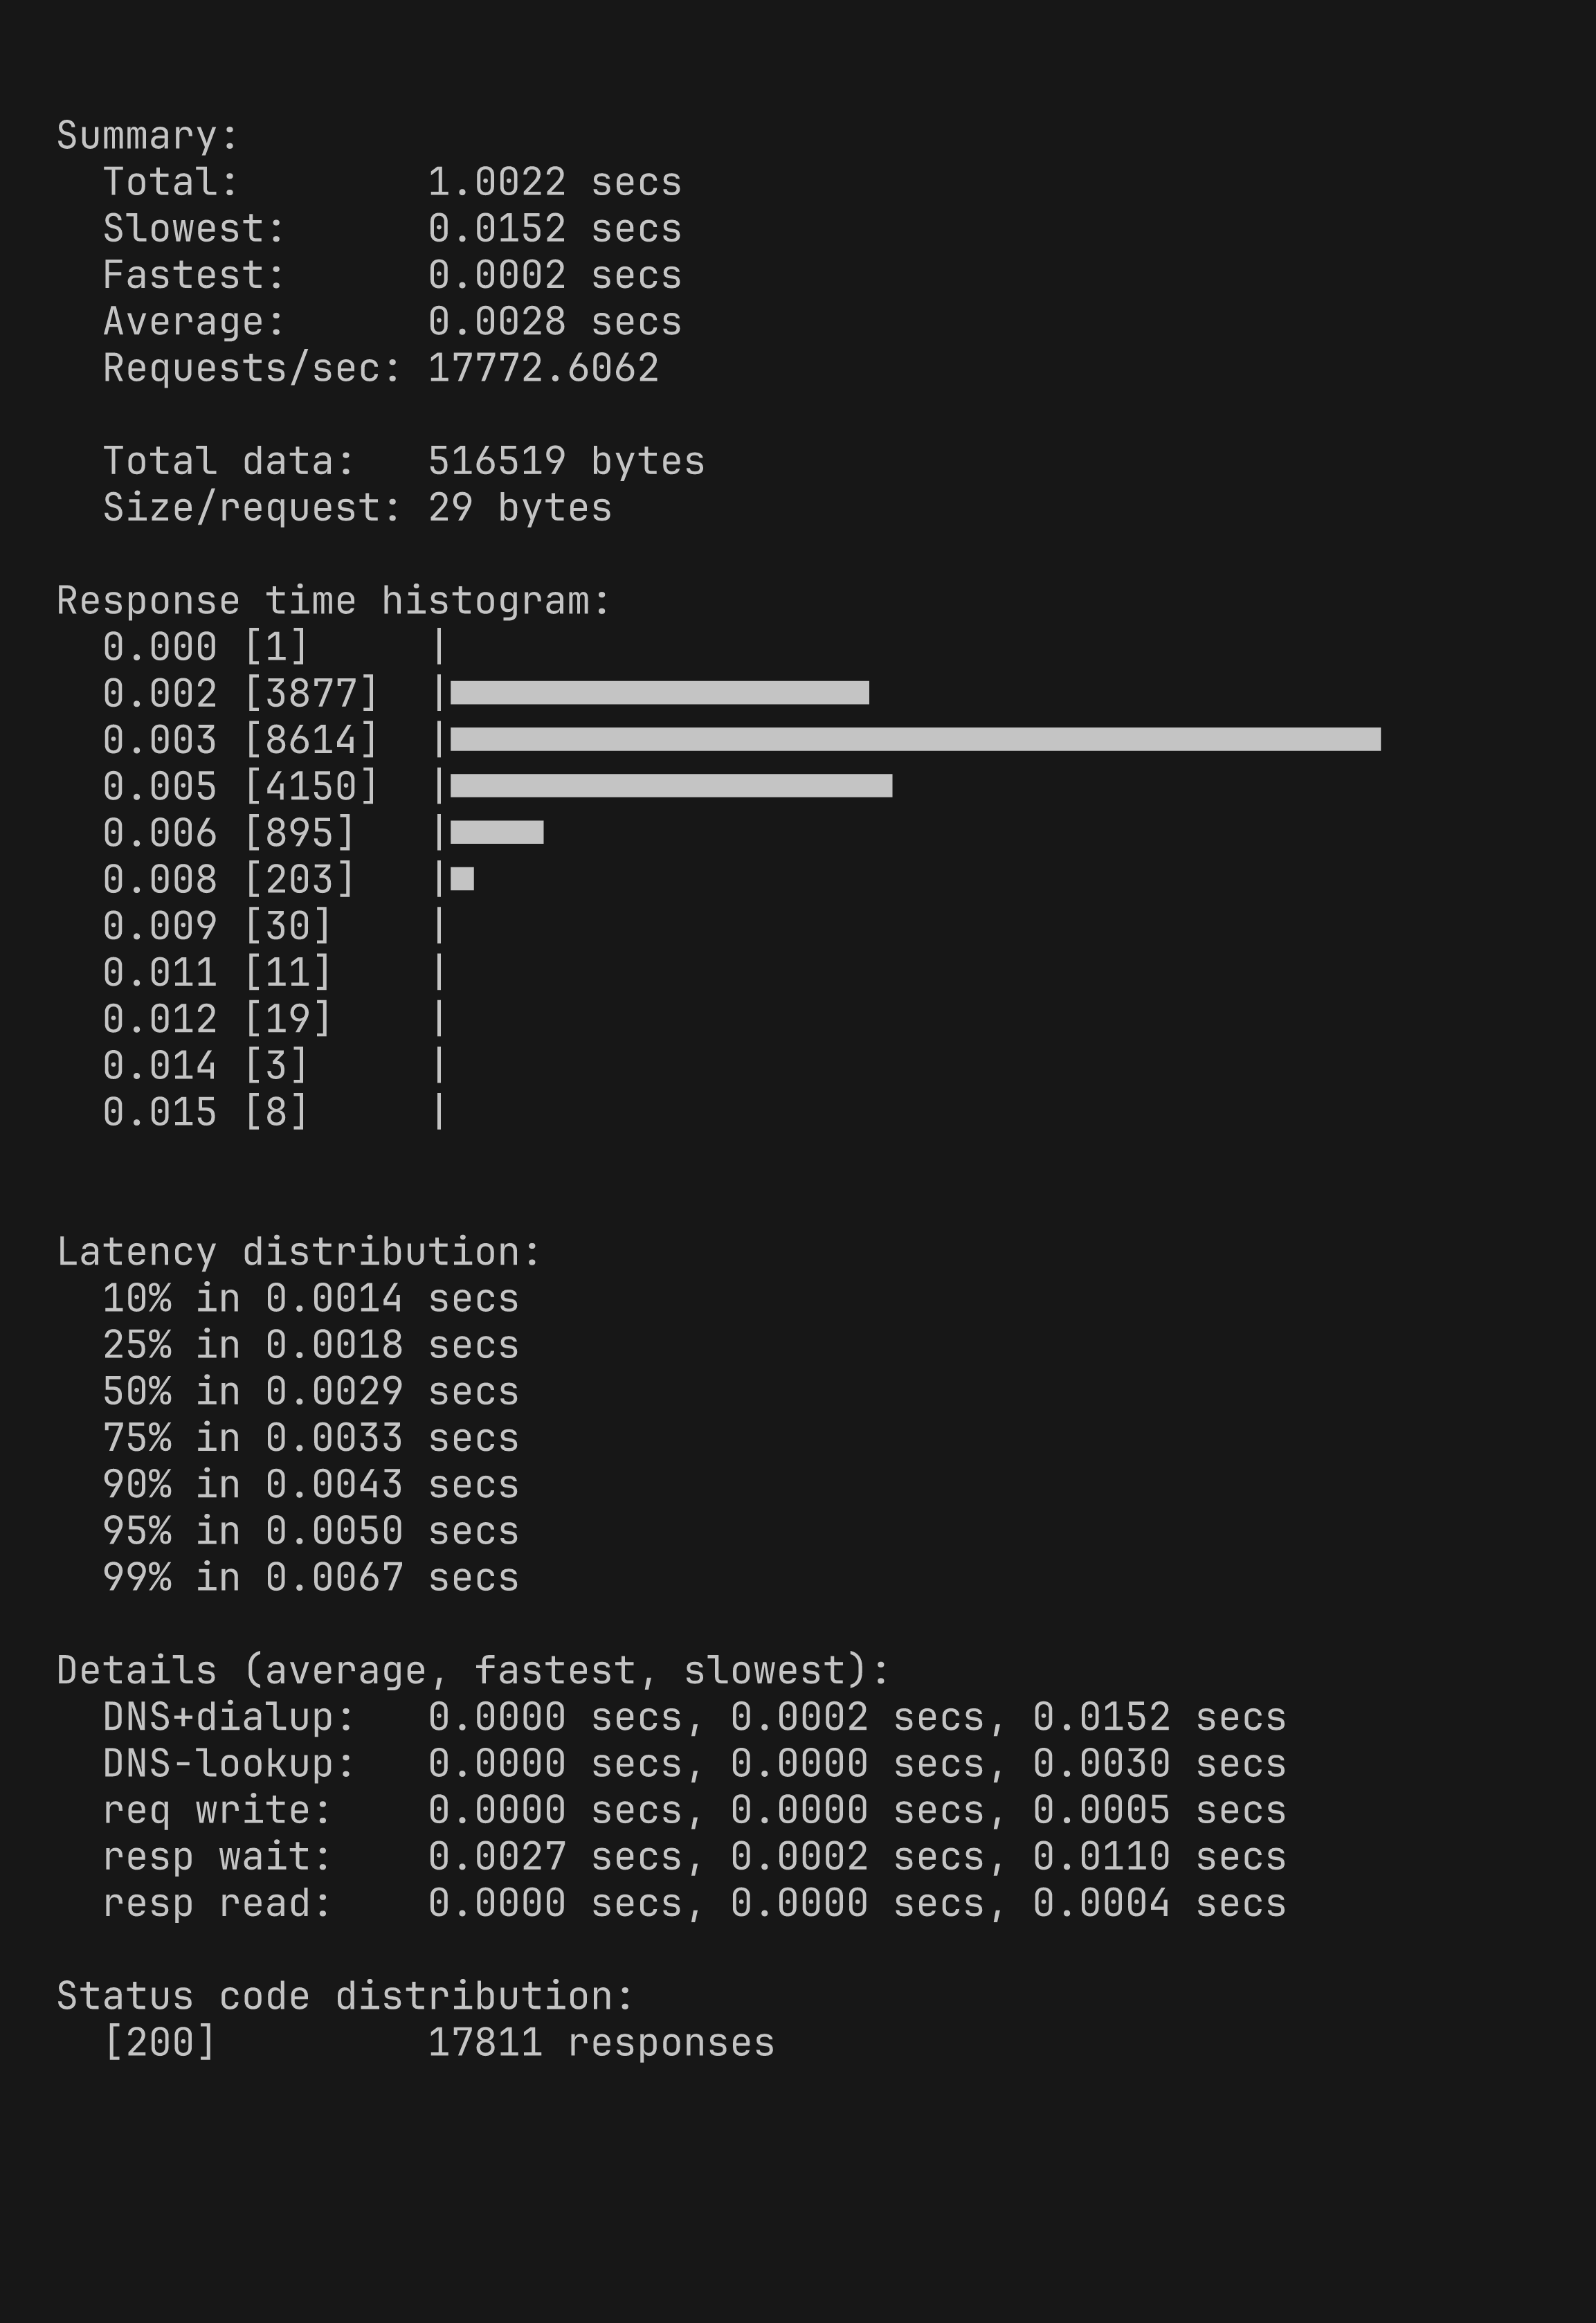 Summary:
  Total:        1.0022 secs
  Slowest:      0.0152 secs
  Fastest:      0.0002 secs
  Average:      0.0028 secs
  Requests/sec: 17772.6062

  Total data:   516519 bytes
  Size/request: 29 bytes

Response time histogram:
  0.000 [1]     |
  0.002 [3877]  |■■■■■■■■■■■■■■■■■■
  0.003 [8614]  |■■■■■■■■■■■■■■■■■■■■■■■■■■■■■■■■■■■■■■■■
  0.005 [4150]  |■■■■■■■■■■■■■■■■■■■
  0.006 [895]   |■■■■
  0.008 [203]   |■
  0.009 [30]    |
  0.011 [11]    |
  0.012 [19]    |
  0.014 [3]     |
  0.015 [8]     |

Latency distribution:
  10% in 0.0014 secs
  25% in 0.0018 secs
  50% in 0.0029 secs
  75% in 0.0033 secs
  90% in 0.0043 secs
  95% in 0.0050 secs
  99% in 0.0067 secs

Details (average, fastest, slowest):
  DNS+dialup:   0.0000 secs, 0.0002 secs, 0.0152 secs
  DNS-lookup:   0.0000 secs, 0.0000 secs, 0.0030 secs
  req write:    0.0000 secs, 0.0000 secs, 0.0005 secs
  resp wait:    0.0027 secs, 0.0002 secs, 0.0110 secs
  resp read:    0.0000 secs, 0.0000 secs, 0.0004 secs

Status code distribution:
  [200]         17811 responses